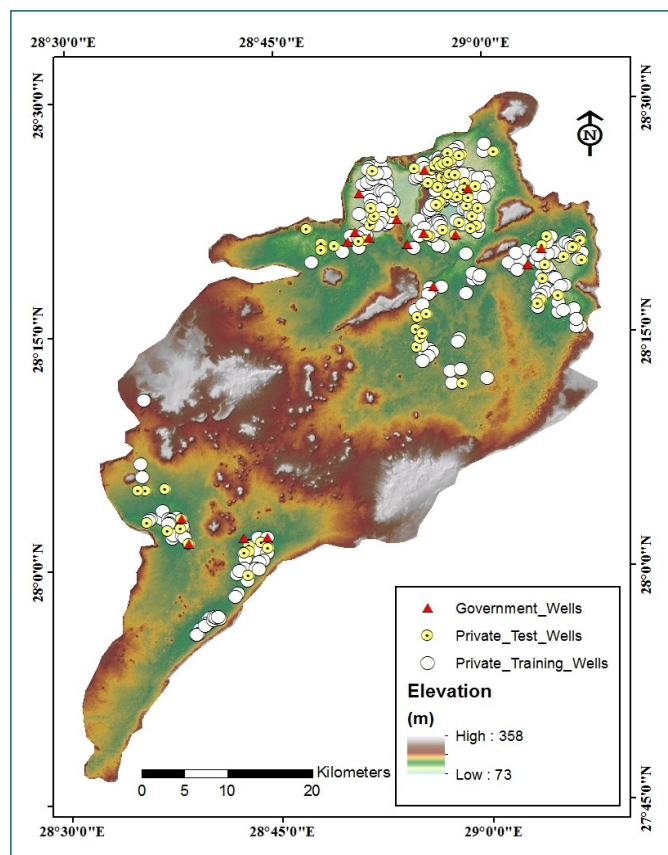 28°30'0"E 28°45'0"E 29°0'0"E
28°30'0"N
28°30'0"N
N
28°15'0"N
28°15'0"N
28°0'0"N
28°0'0"N
Government_Wells
Private_Test_Wells
Private_Training_Wells
Elevation
(m)
High : 358
Low : 73
Kilometers
0 5 10 20
27°45'0"N
28°30'0"E 28°45'0"E 29°0'0"E